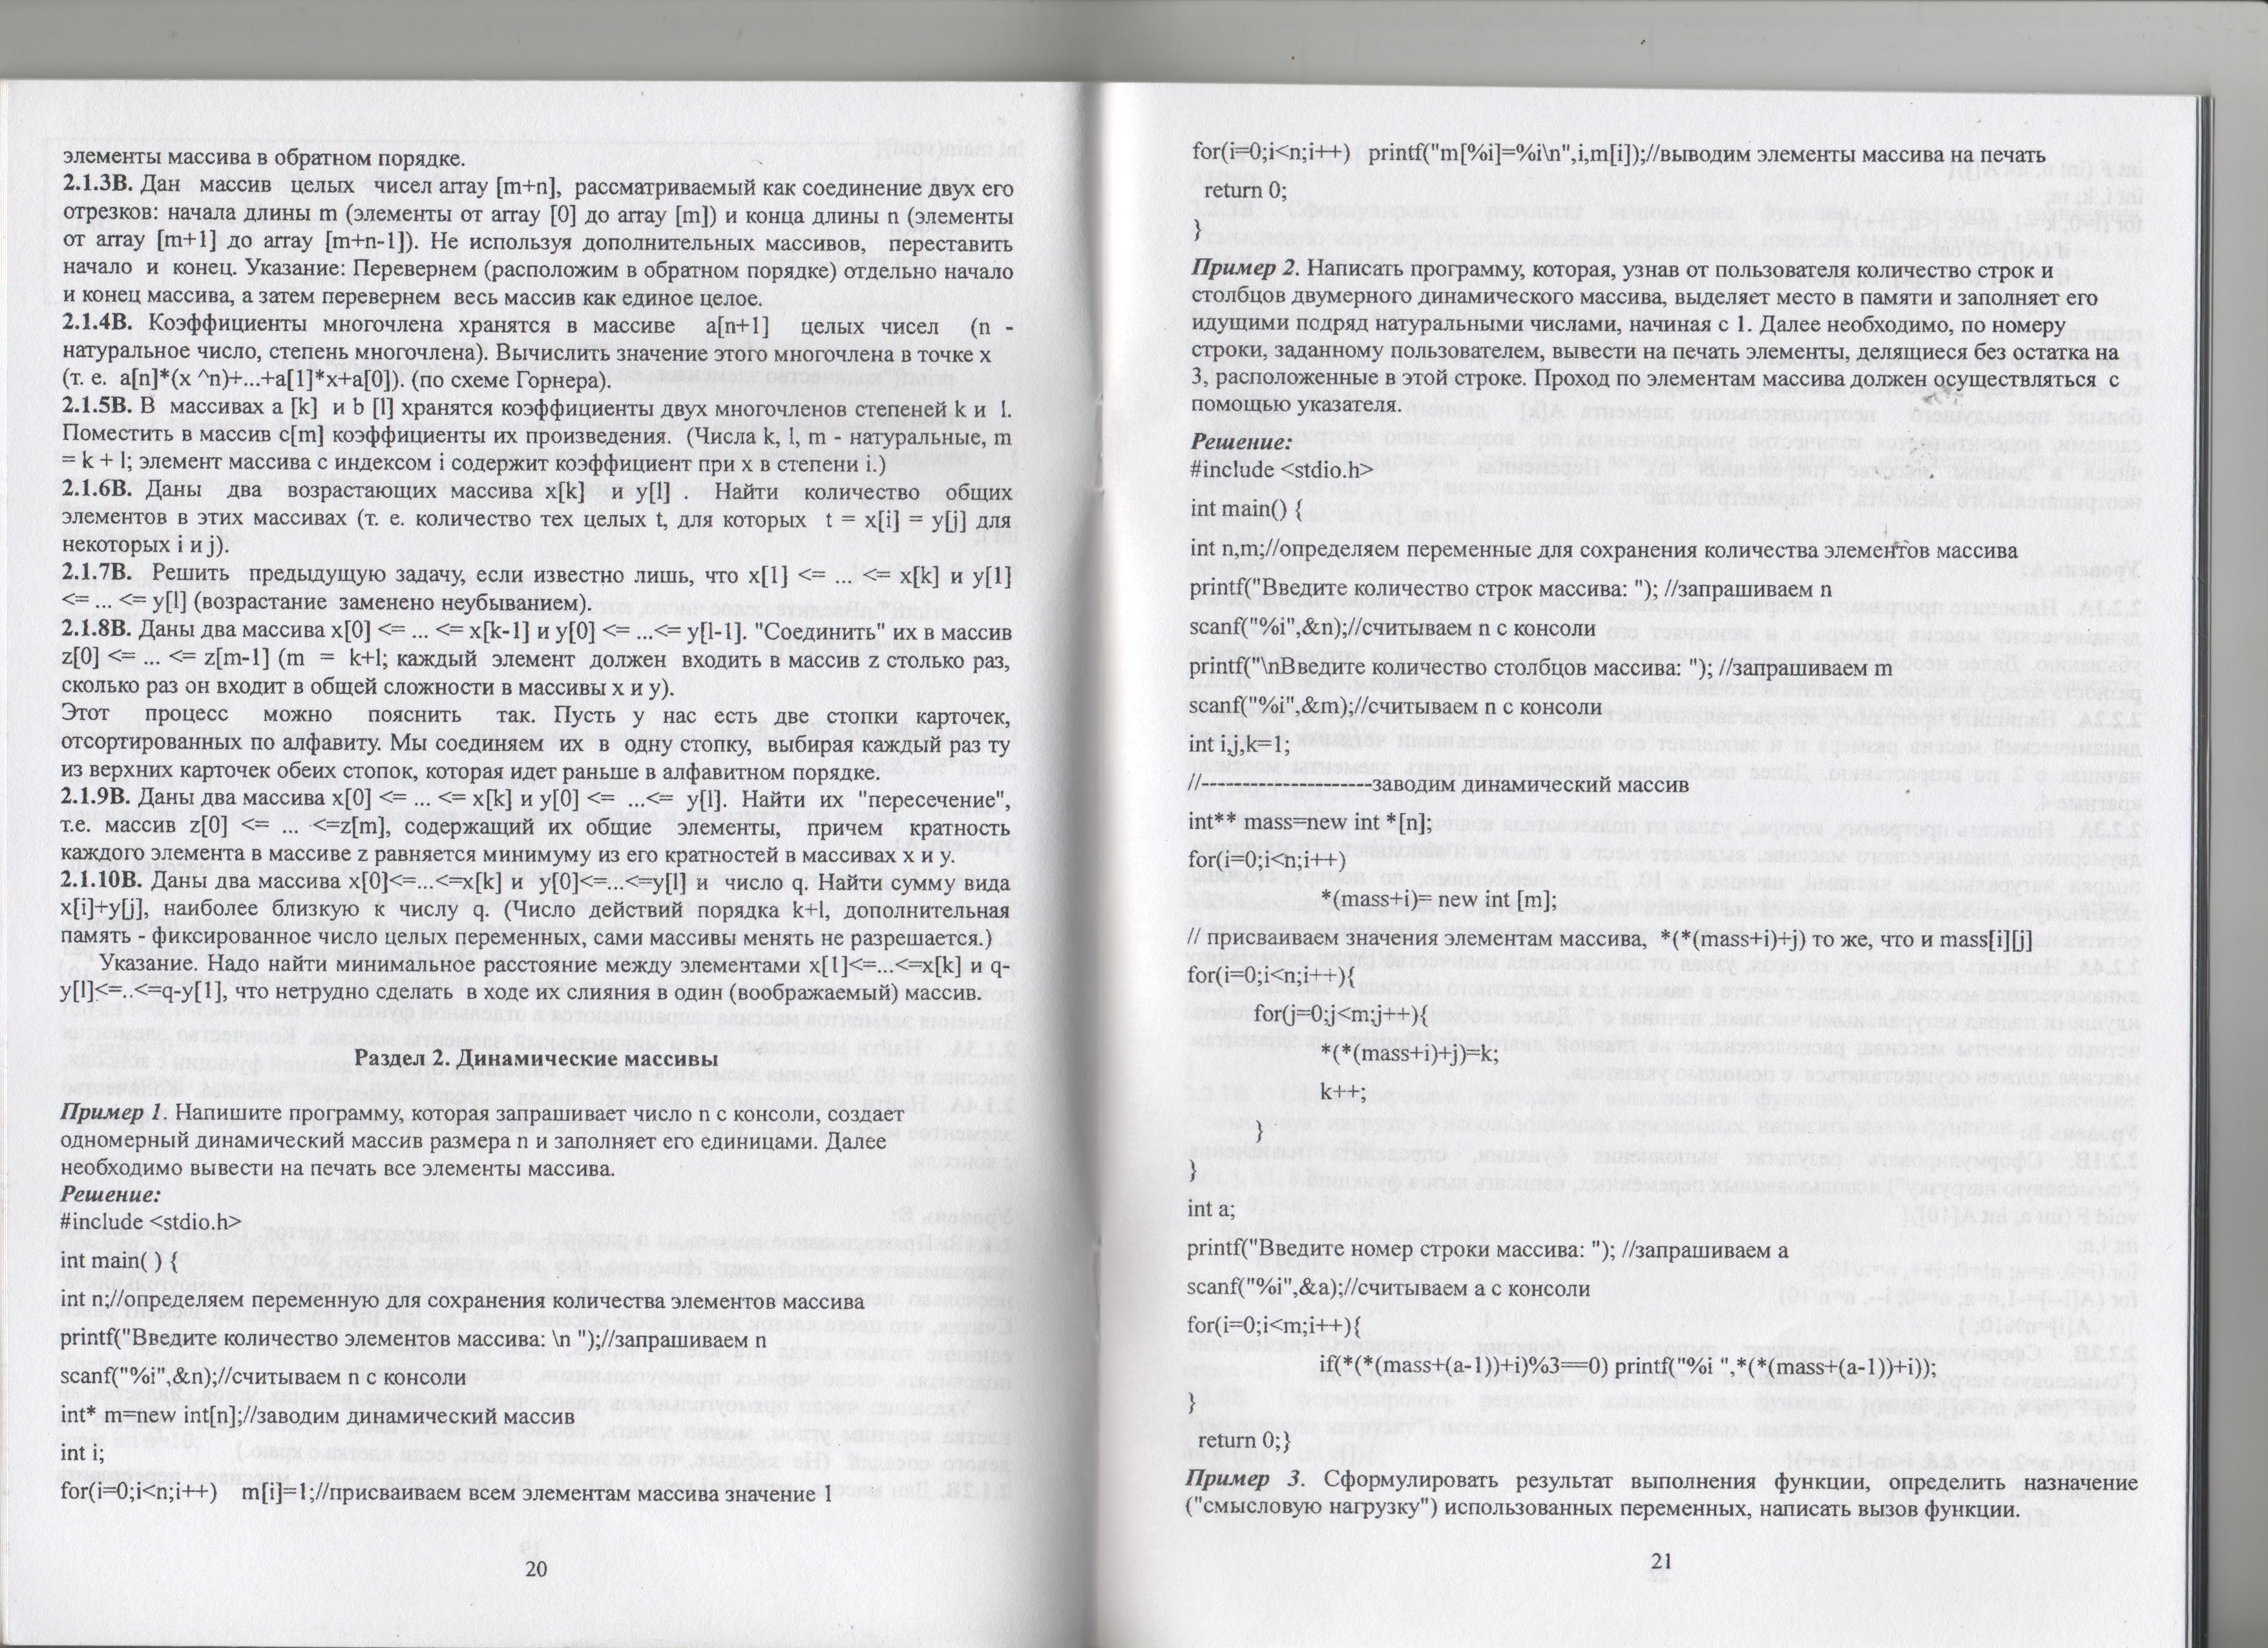 элементы массива в обратном порядке.
2.1.3В. Дан массив целых чисел array [m+n], рассматриваемый как соединение двух его
отрезков: начала длины m (элементы от array [0] до array [m]) и конца длины n (элементы
от array [m+1] до array [m+n-1]). Не используя дополнительных массивов, переставить
начало и конец. Указание: Перевернем (расположим в обратном порядке) отдельно начало
и конец массива, а затем перевернем весь массив как единое целое.
2.1.4В. Коэффициенты многочлена хранятся в массиве a[n+1] целых чисел (n -
натуральное число, степень многочлена). Вычислить значение этого многочлена в точке x
(т. е. a[n]*(x ^n)+...+a[1]*x+a[0]). (по схеме Горнера).
2.1.5В. В массивах a [k] и b [l] хранятся коэффициенты двух многочленов степеней k и l.
Поместить в массив c[m] коэффициенты их произведения. (Числа k, l, m - натуральные, m
= k + l; элемент массива с индексом i содержит коэффициент при x в степени i.)
2.1.6В. Даны два возрастающих массива x[k] и y[l] . Найти количество общих
элементов в этих массивах (т. е. количество тех целых t, для которых t = x[i] = y[j] для
некоторых i и j).
2.1.7В. Решить предыдущую задачу, если известно лишь, что x[1] <= ... <= x[k] и y[1]
<= ... <= y[l] (возрастание заменено неубыванием).
2.1.8В. Даны два массива x[0] <= ... <= x[k-1] и y[0] <= ...<= y[l-1]. "Соединить" их в массив
z[0] <= ... <= z[m-1] (m = k+l; каждый элемент должен входить в массив z столько раз,
сколько раз он входит в общей сложности в массивы x и y).
Этот процесс можно пояснить так. Пусть у нас есть две стопки карточек,
отсортированных по алфавиту. Мы соединяем их в одну стопку, выбирая каждый раз ту
из верхних карточек обеих стопок, которая идет раньше в алфавитном порядке.
2.1.9В. Даны два массива x[0] <= ... <= x[k] и y[0] <= ...<= y[l]. Найти их "пересечение",
т.е. массив z[0] <= ... <=z[m], содержащий их общие элементы, причем кратность
каждого элемента в массиве z равняется минимуму из его кратностей в массивах x и y.
2.1.10В. Даны два массива x[0]<=...<=x[k] и y[0]<=...<=y[l] и число q. Найти сумму вида
x[i]+y[j], наиболее близкую к числу q. (Число действий порядка k+l, дополнительная
память - фиксированное число целых переменных, сами массивы менять не разрешается.)
Указание. Надо найти минимальное расстояние между элементами x[1]<=...<=x[k] и q-
y[l]<=..<=q-y[1], что нетрудно сделать в ходе их слияния в один (воображаемый) массив.
Раздел 2. Динамические массивы
Пример 1. Напишите программу, которая запрашивает число n с консоли, создает
одномерный динамический массив размера n и заполняет его единицами. Далее
необходимо вывести на печать все элементы массива.
Решение:
#include <stdio.h>
int main( ) {
int n;//определяем переменную для сохранения количества элементов массива
printf("Введите количество элементов массива: \n ");//запрашиваем n
scanf("%i",&n);//считываем n с консоли
int* m=new int[n];//заводим динамический массив
int i;
for(i=0;i<n;i++) m[i]=1;//присваиваем всем элементам массива значение 1
20
for(i=0;i<n;i++) printf("m[%i]=%i\n",i,m[i]);//выводим элементы массива на печать
return 0;
}
Пример 2. Написать программу, которая, узнав от пользователя количество строк и
столбцов двумерного динамического массива, выделяет место в памяти и заполняет его
идущими подряд натуральными числами, начиная с 1. Далее необходимо, по номеру
строки, заданному пользователем, вывести на печать элементы, делящиеся без остатка на
3, расположенные в этой строке. Проход по элементам массива должен осуществляться с
помощью указателя.
Решение:
#include <stdio.h>
int main() {
int n,m;//определяем переменные для сохранения количества элементов массива
printf("Введите количество строк массива: "); //запрашиваем n
scanf("%i",&n);//считываем n с консоли
printf("\nВведите количество столбцов массива: "); //запрашиваем m
scanf("%i",&m);//считываем n с консоли
int i,j,k=1;
//----------------------заводим динамический массив
int** mass=new int *[n];
for(i=0;i<n;i++)
*(mass+i)= new int [m];
// присваиваем значения элементам массива, *(*(mass+i)+j) то же, что и mass[i][j]
for(i=0;i<n;i++){
for(j=0;j<m;j++){
*(*(mass+i)+j)=k;
k++;
}
}
int a;
printf("Введите номер строки массива: "); //запрашиваем a
scanf("%i",&a);//считываем a с консоли
for(i=0;i<m;i++){
if(*(*(mass+(a-1))+i)%3==0) printf("%i ",*(*(mass+(a-1))+i));
}
return 0;}
Пример 3. Сформулировать результат выполнения функции, определить назначение
("смысловую нагрузку") использованных переменных, написать вызов функции.
21